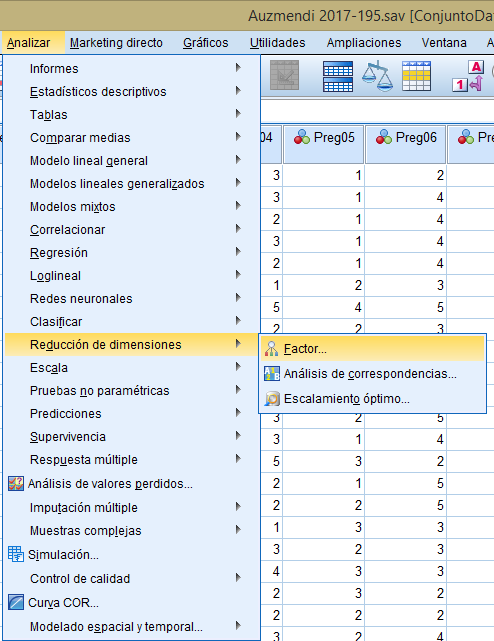 Auzmendi 2017-195.sav [ConjuntoDa
Analizar Marketing directo Gráficos Utilidades Ampliaciones Ventana A
Informes
Estadísticos descriptivos
Tablas
Comparar medias 04 Preg05 Preg06 Pre
Modelo lineal general
3 1 2
Modelos lineales generalizados 3 1 4
Modelos mixtos 2 1 4
Correlacionar 3 1 4
Regresión 2 1 4
Loglineal 1 2 3
Redes neuronales 5 4 5
Clasificar 2 2 3
Reducción de dimensiones
Factor...
Escala
Análisis de correspondencias...
Pruebas no paramétricas
Escalamiento óptimo...
Predicciones 3 2 5
Supervivencia 3 1 4
Respuesta múltiple 5 3 2
Análisis de valores perdidos... 2 1 5
Imputación múltiple 2 2 5
Muestras complejas 1 3 3
Simulación... 3 2 4
Control de calidad 4 3 3
Curva COR... 2 3 2
2 2 2
Modelado espacial y temporal... 2 2 2